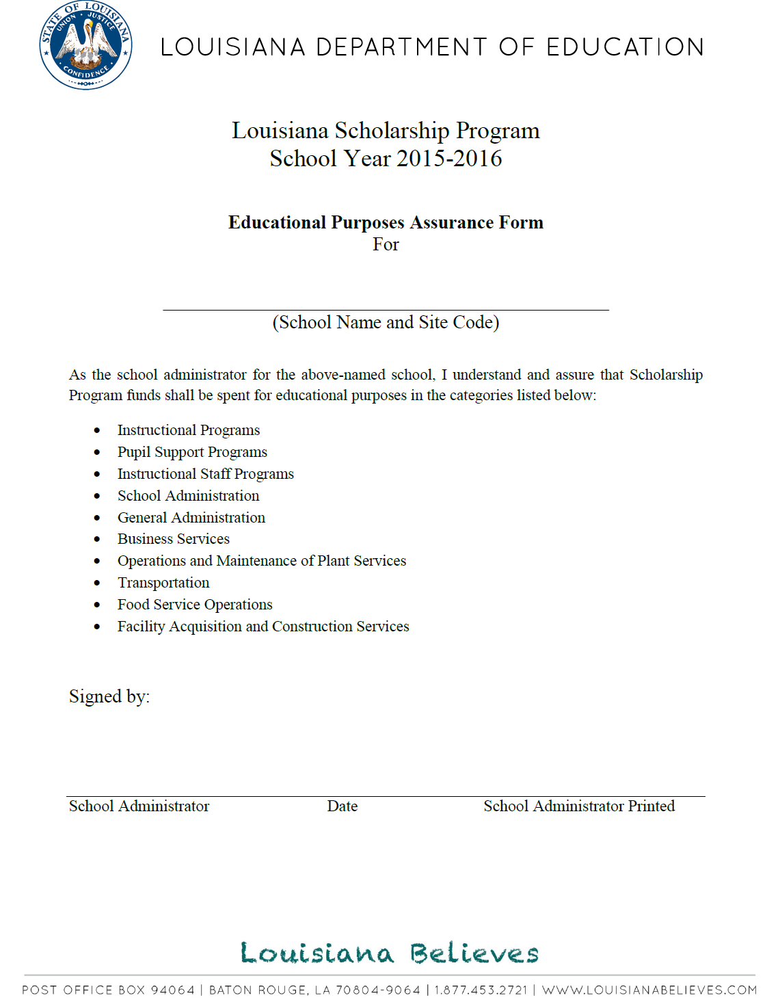 STATE OF LOUISIANA
UNION · JUSTICE
CONFIDENCE
LOUISIANA DEPARTMENT OF EDUCATION
Louisiana Scholarship Program
School Year 2015-2016
Educational Purposes Assurance Form
For
(School Name and Site Code)
As the school administrator for the above-named school, I understand and assure that Scholarship
Program funds shall be spent for educational purposes in the categories listed below:
• Instructional Programs
• Pupil Support Programs
• Instructional Staff Programs
• School Administration
• General Administration
• Business Services
• Operations and Maintenance of Plant Services
• Transportation
• Food Service Operations
• Facility Acquisition and Construction Services
Signed by:
School Administrator Date School Administrator Printed
Louisiana Believes
POST OFFICE BOX 94064 | BATON ROUGE, LA 70804-9064 | 1.877.453.2721 | WWW.LOUISIANABELIEVES.COM